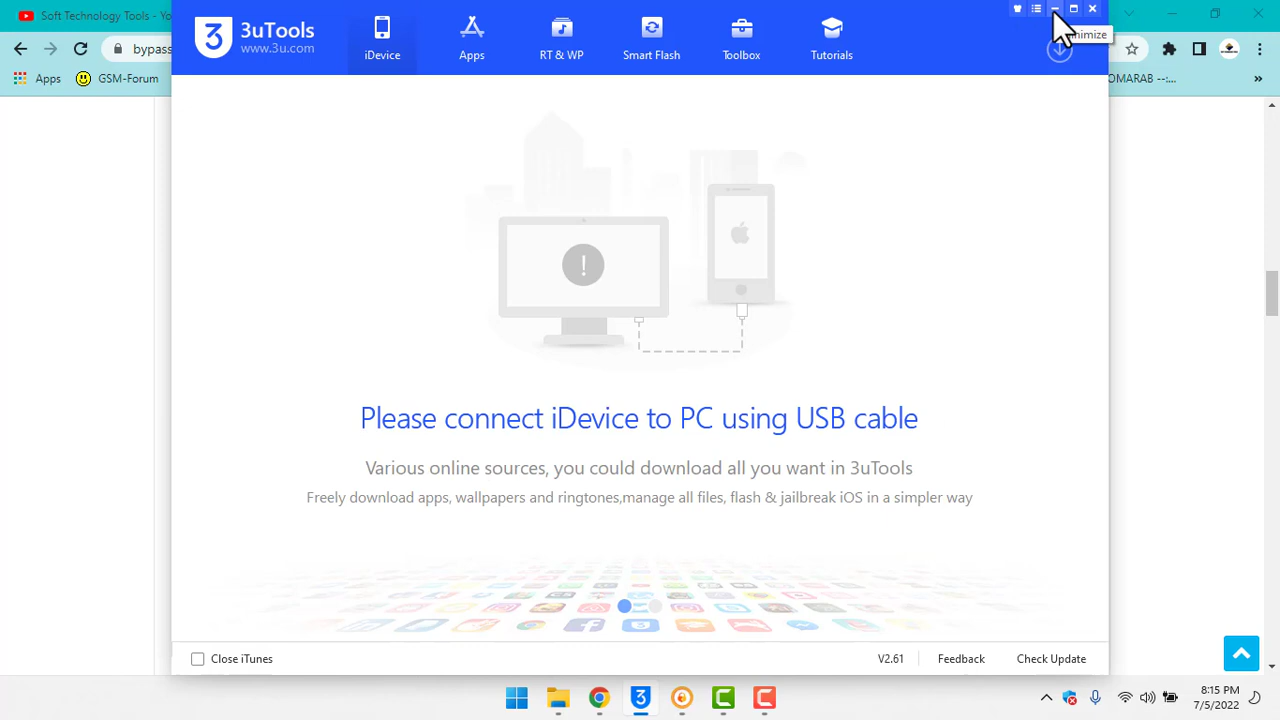 Soft Technology Tools - YouTube
3uTools
www.3u.com
iDevice
Apps
RT & WP
Smart Flash
Toolbox
Tutorials
bypass
Apps
GSM-Forum
OMARAB --:...
»
Please connect iDevice to PC using USB cable
Various online sources, you could download all you want in 3uTools
Freely download apps, wallpapers and ringtones,manage all files, flash & jailbreak iOS in a simpler way
Close iTunes
V2.61
Feedback
Check Update
8:15 PM
7/5/2022